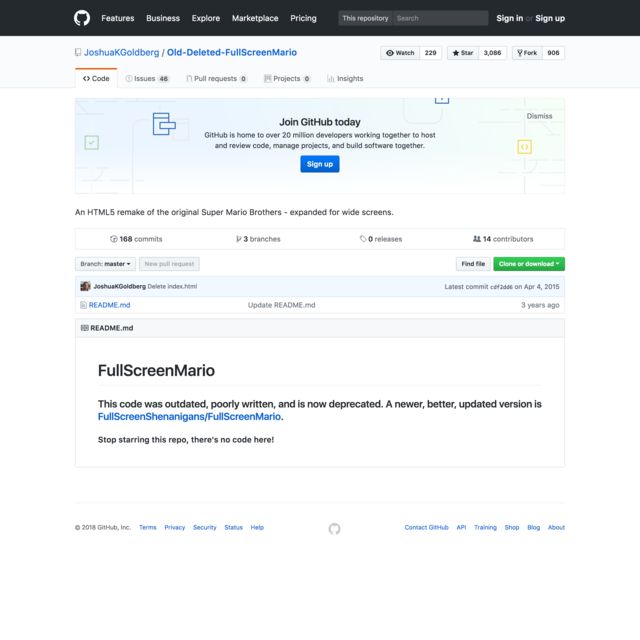 Features Business Explore Marketplace Pricing This repository Search Sign in or Sign up
JoshuaKGoldberg / Old-Deleted-FullScreenMario Watch 229 Star 3,086 Fork 906
Code Issues 46 Pull requests 0 Projects 0 Insights
Dismiss
Join GitHub today
GitHub is home to over 20 million developers working together to host
and review code, manage projects, and build software together.
Sign up
An HTML5 remake of the original Super Mario Brothers - expanded for wide screens.
168 commits 3 branches 0 releases 14 contributors
Branch: master New pull request Find file Clone or download
JoshuaKGoldberg Delete index.html Latest commit cdf2dd6 on Apr 4, 2015
README.md Update README.md 3 years ago
README.md
FullScreenMario
This code was outdated, poorly written, and is now deprecated. A newer, better, updated version is
FullScreenShenanigans/FullScreenMario.
Stop starring this repo, there's no code here!
© 2018 GitHub, Inc. Terms Privacy Security Status Help Contact GitHub API Training Shop Blog About